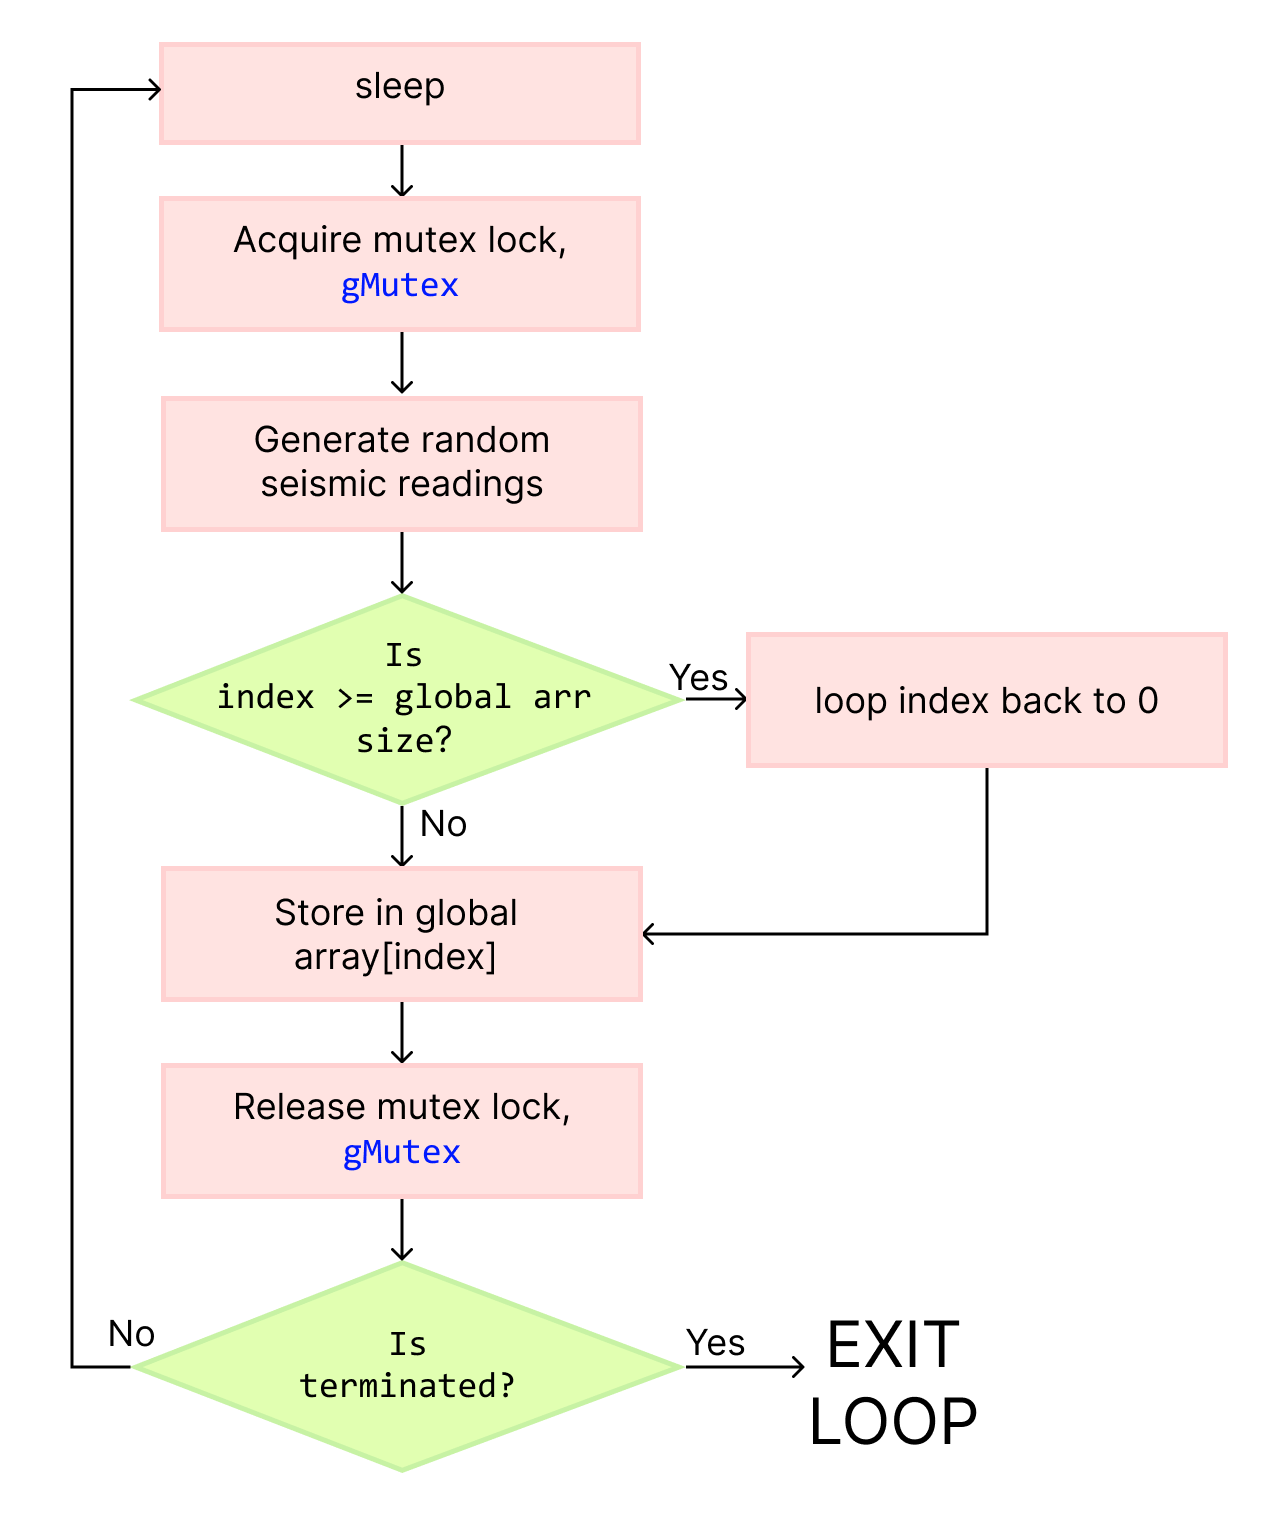 sleep
Acquire mutex lock,
gMutex
Generate random
seismic readings
Is
index >= global arr
size?
Yes
loop index back to 0
No
Store in global
array[index]
Release mutex lock,
gMutex
Is
terminated?
No
Yes
EXIT
LOOP